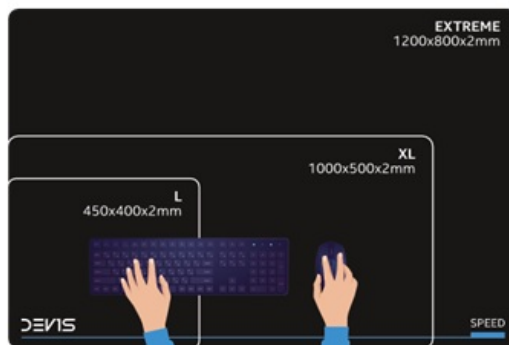 EXTREME
1200x800x2mm
XL
1000x500x2mm
L
450x400x2mm
DEVIS
SPEED